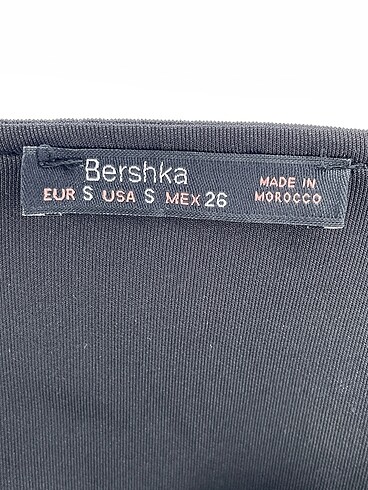 Bershka
EUR S USA S MEX 26
MADE IN
MOROCCO